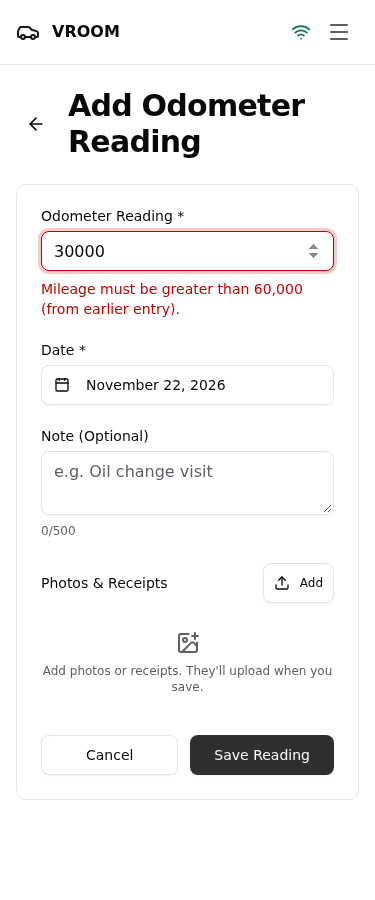 VROOM
Add Odometer
Reading
Odometer Reading *
30000
Mileage must be greater than 60,000
(from earlier entry).
Date *
November 22, 2026
Note (Optional)
e.g. Oil change visit
0/500
Photos & Receipts
Add
Add photos or receipts. They'll upload when you
save.
Cancel
Save Reading